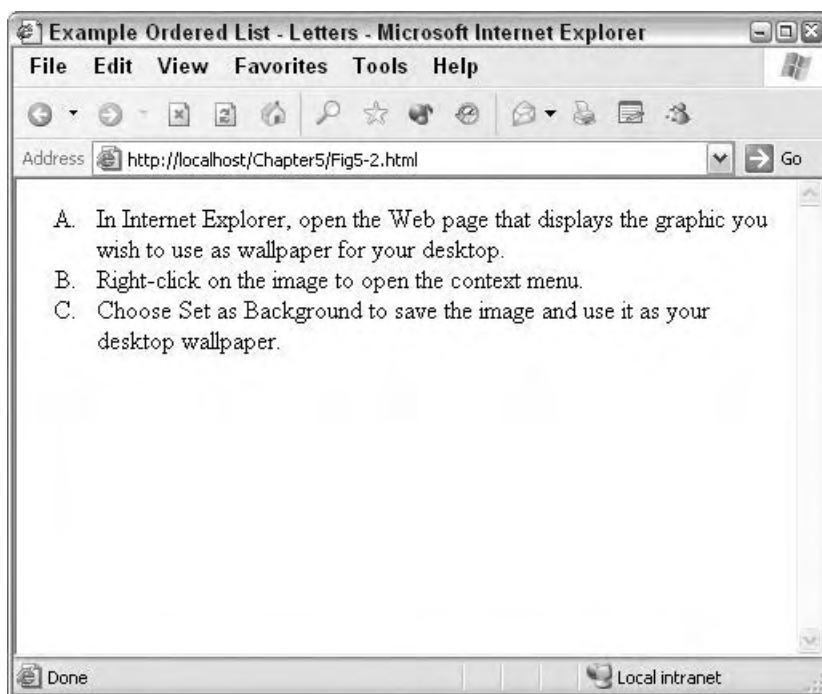 Example Ordered List - Letters - Microsoft Internet Explorer
File Edit View Favorites Tools Help
Address http://localhost/Chapter5/Fig5-2.html Go
A. In Internet Explorer, open the Web page that displays the graphic you
wish to use as wallpaper for your desktop.
B. Right-click on the image to open the context menu.
C. Choose Set as Background to save the image and use it as your
desktop wallpaper.
Done Local intranet